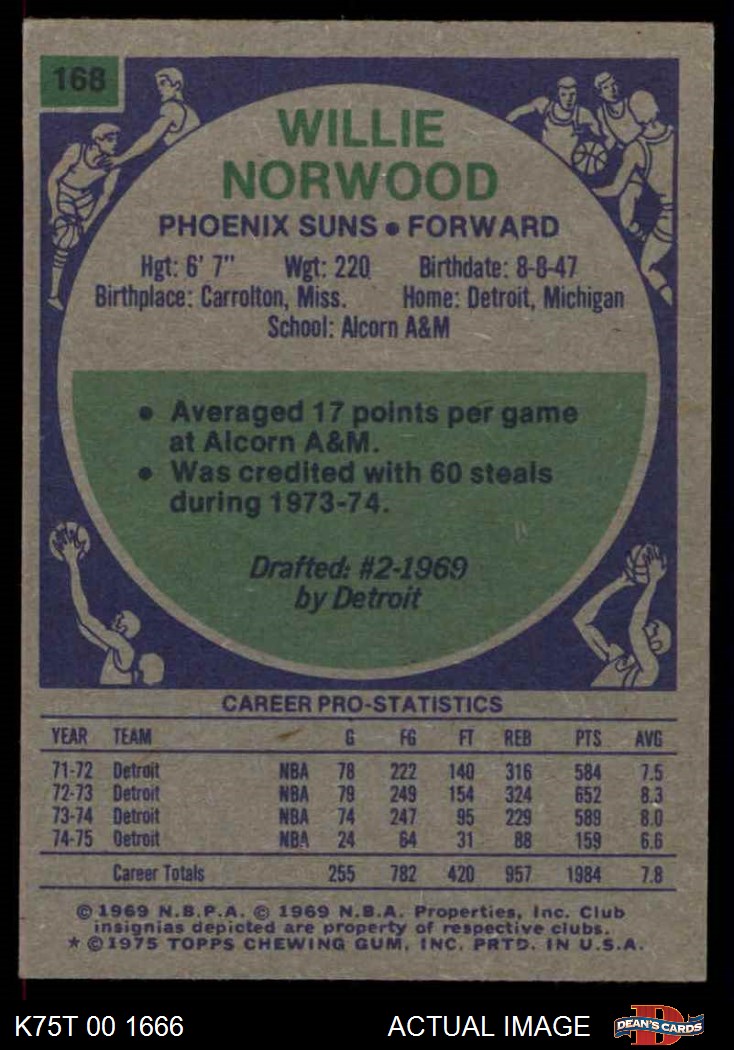 168
WILLIE
NORWOOD
PHOENIX SUNS • FORWARD
Hgt: 6' 7" Wgt: 220 Birthdate: 8-8-47
Birthplace: Carrolton, Miss. Home: Detroit, Michigan
School: Alcorn A&M
• Averaged 17 points per game
at Alcorn A&M.
• Was credited with 60 steals
during 1973-74.
Drafted: #2-1969
by Detroit
CAREER PRO-STATISTICS
YEAR TEAM G FG FT REB PTS AVG
71-72 Detroit NBA 78 222 140 316 584 7.5
72-73 Detroit NBA 79 249 154 324 652 8.3
73-74 Detroit NBA 74 247 95 229 589 8.0
74-75 Detroit NBA 24 64 31 88 159 6.6
Career Totals 255 782 420 957 1984 7.8
© 1969 N.B.P.A. © 1969 N.B.A. Properties, Inc. Club
insignias depicted are property of respective clubs.
★ © 1975 TOPPS CHEWING GUM, INC. PRTD. IN U.S.A.
K75T 00 1666 ACTUAL IMAGE D DEAN'S CARDS